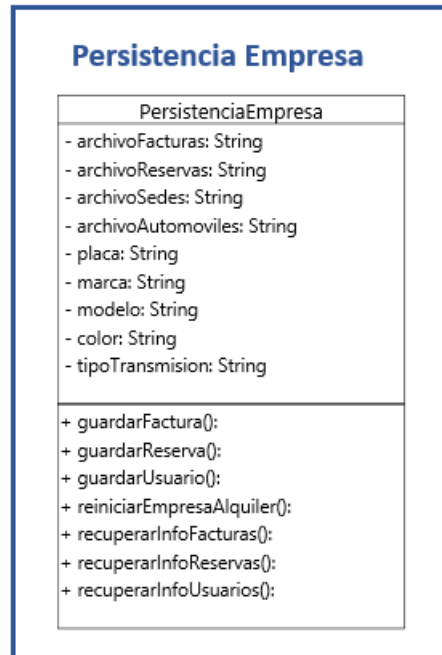 Persistencia Empresa
PersistenciaEmpresa
- archivoFacturas: String
- archivoReservas: String
- archivoSedes: String
- archivoAutomoviles: String
- placa: String
- marca: String
- modelo: String
- color: String
- tipoTransmision: String
+ guardarFactura():
+ guardarReserva():
+ guardarUsuario():
+ reiniciarEmpresaAlquiler():
+ recuperarInfoFacturas():
+ recuperarInfoReservas():
+ recuperarInfoUsuarios():